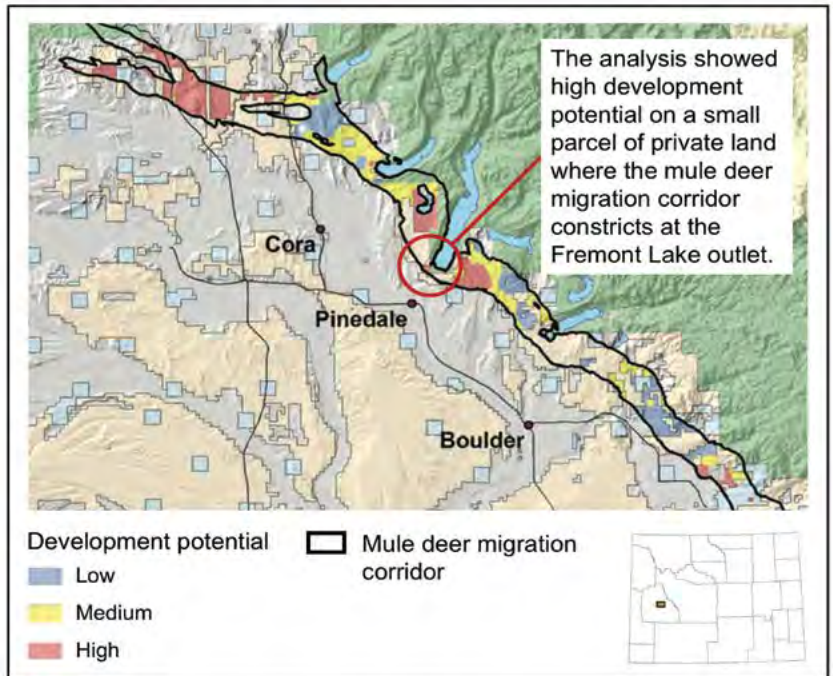 The analysis showed
high development
potential on a small
parcel of private land
where the mule deer
migration corridor
constricts at the
Fremont Lake outlet.
Cora
Pinedale
Boulder
Development potential
Low
Medium
High
Mule deer migration
corridor